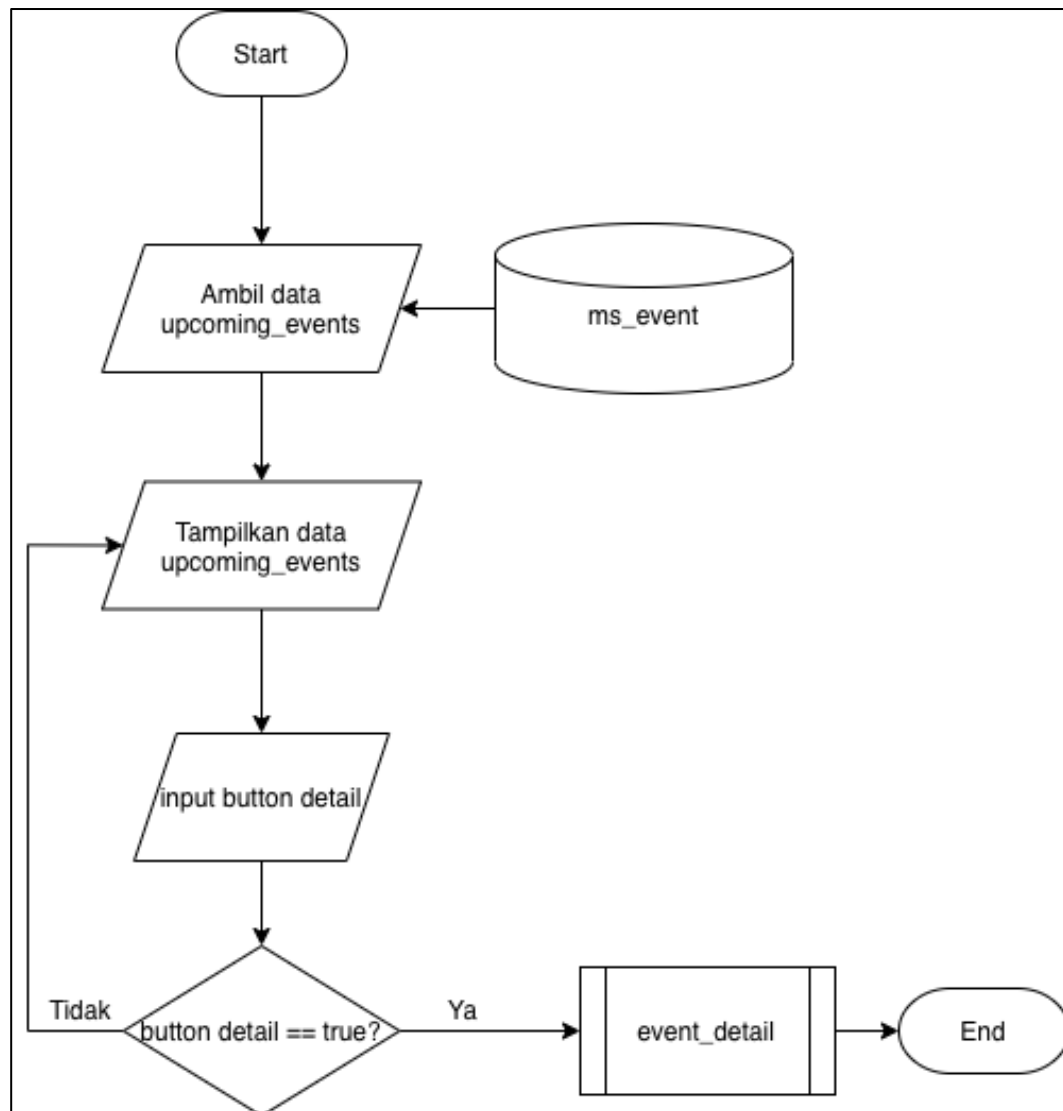 Start
Ambil data
upcoming_events
ms_event
Tampilkan data
upcoming_events
input button detail
Tidak
button detail == true?
Ya
event_detail
End